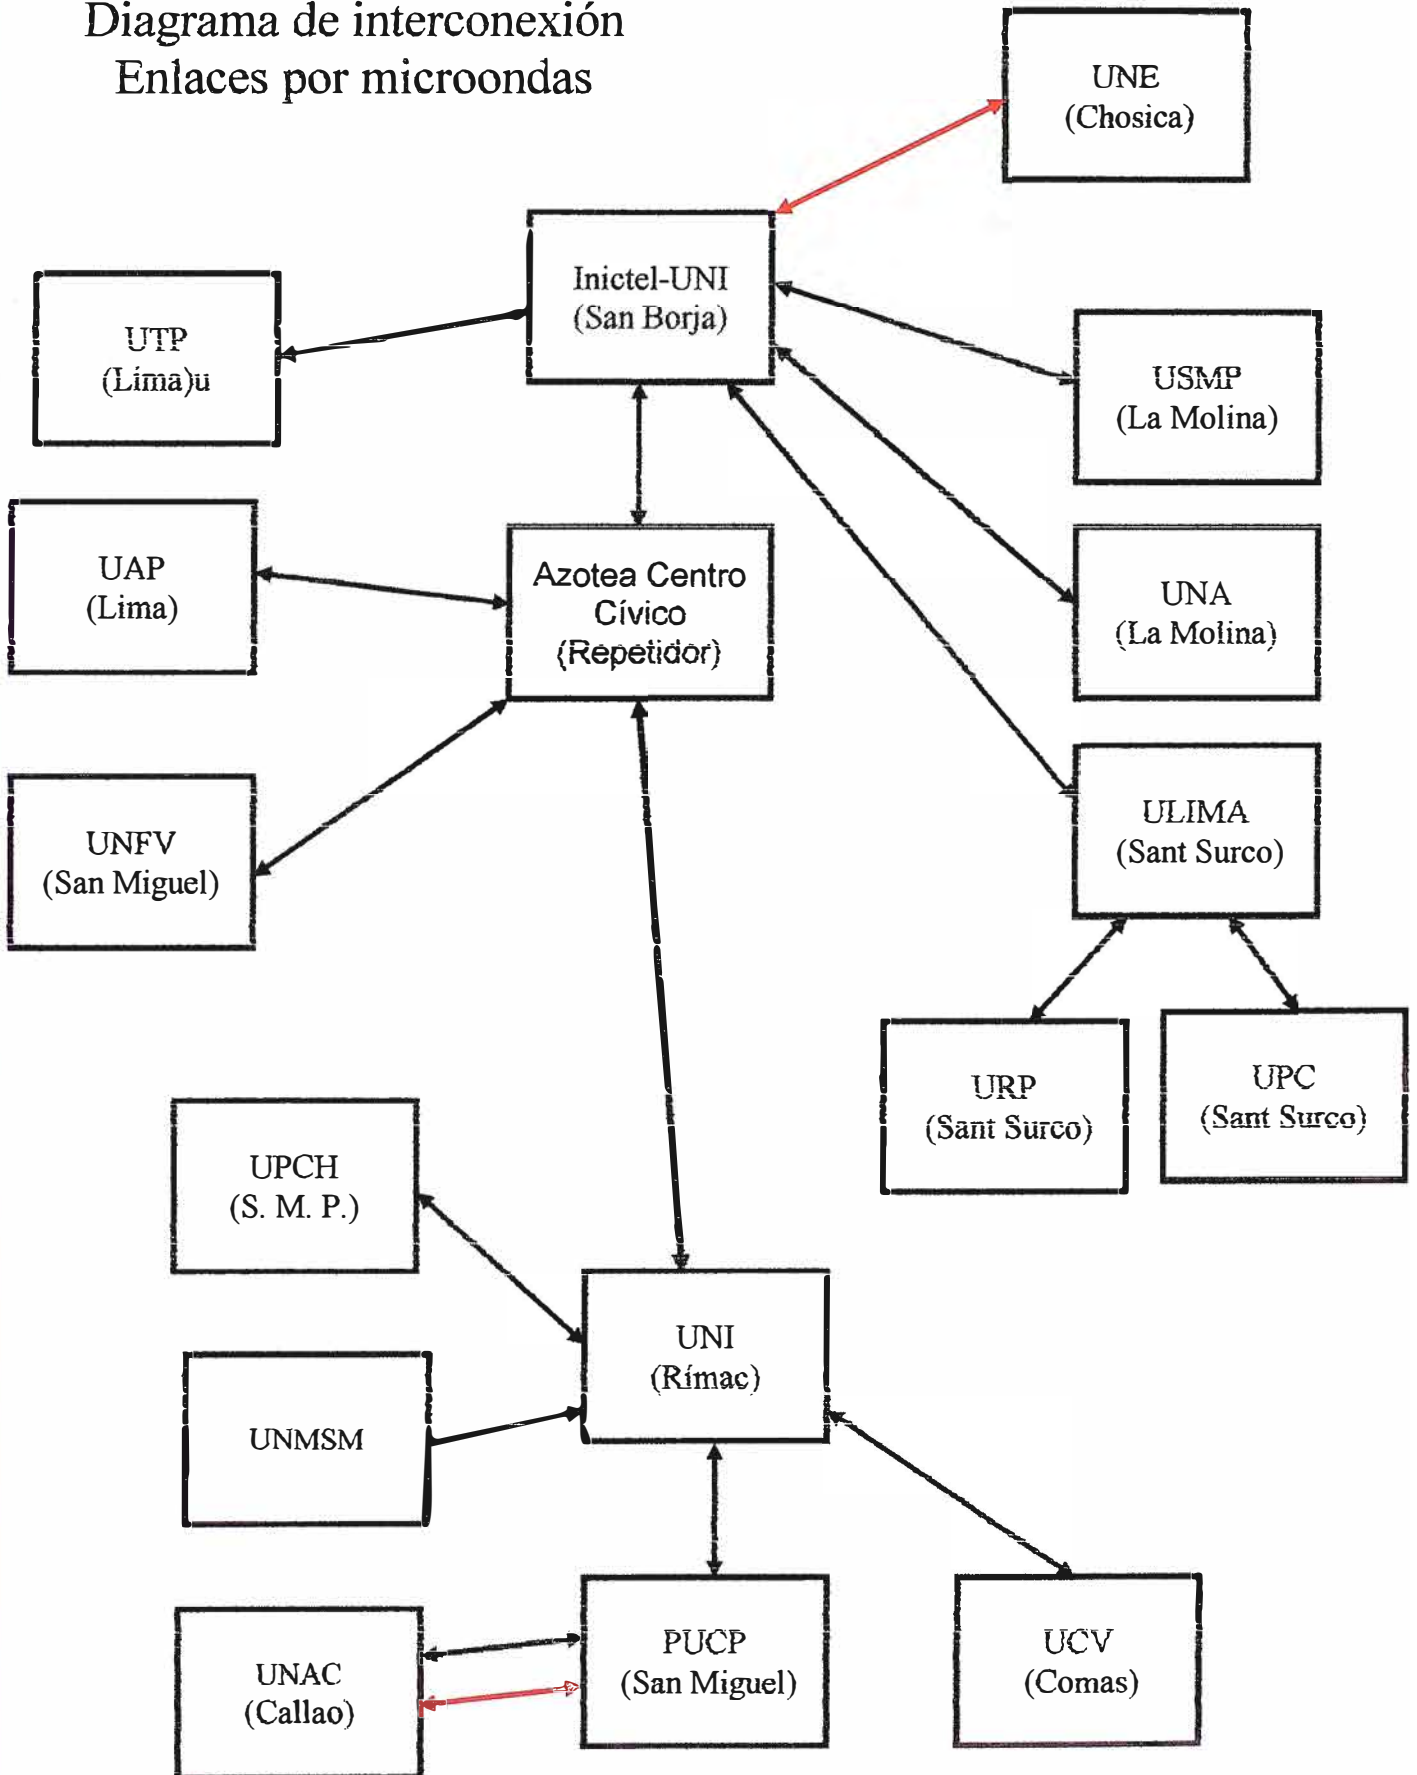 Diagrama de interconexión
Enlaces por microondas
UNE
(Chosica)
Inictel-UNI
(San Borja)
UTP
(Lima)u
USMP
(La Molina)
UAP
(Lima)
Azotea Centro
Cívico
(Repetidor)
UNA
(La Molina)
UNFV
(San Miguel)
ULIMA
(Sant Surco)
URP
(Sant Surco)
UPC
(Sant Surco)
UPCH
(S. M. P.)
UNI
(Rímac)
UNMSM
UNAC
(Callao)
PUCP
(San Miguel)
UCV
(Comas)